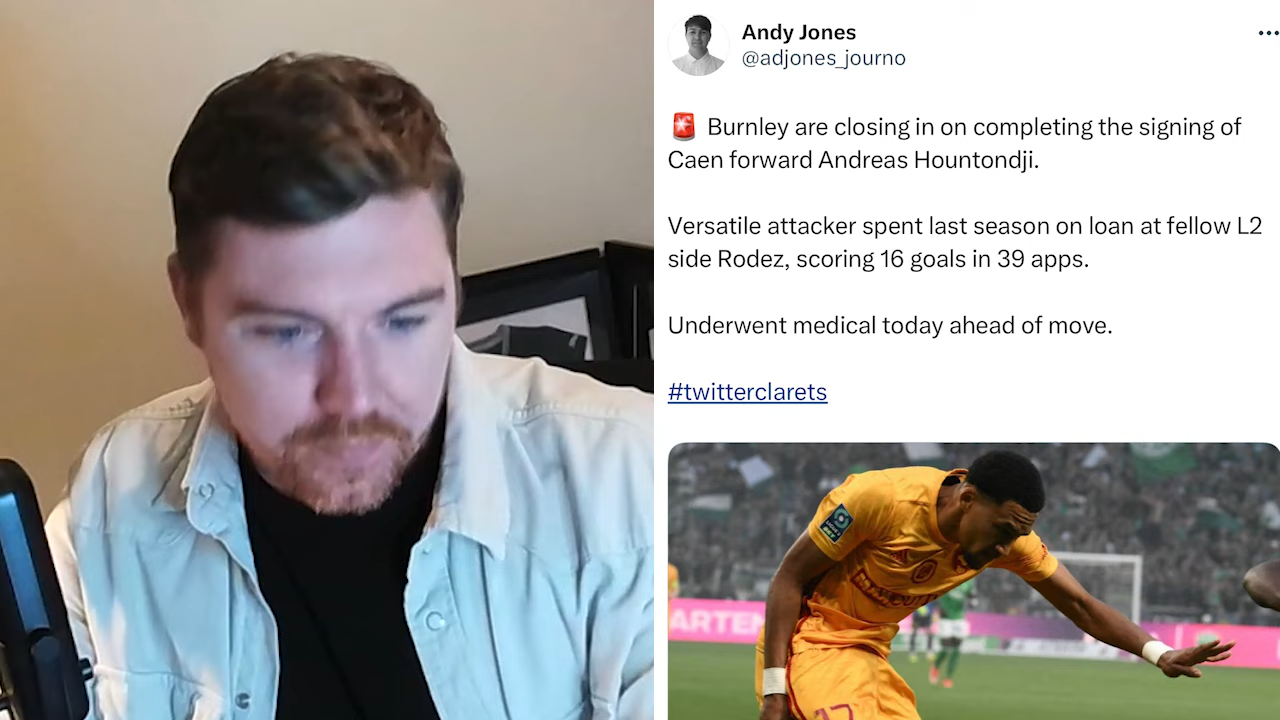 Andy Jones
@adjones_journo
🚨 Burnley are closing in on completing the signing of
Caen forward Andreas Hountondji.
Versatile attacker spent last season on loan at fellow L2
side Rodez, scoring 16 goals in 39 apps.
Underwent medical today ahead of move.
#twitterclarets
ARTEN
17